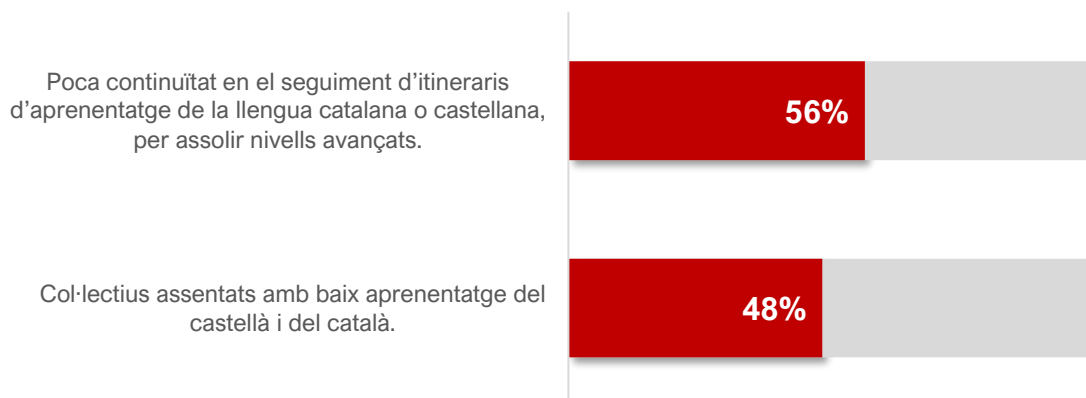 Poca continuïtat en el seguiment d’itineraris
d’aprenentatge de la llengua catalana o castellana,
per assolir nivells avançats.
56%
Col·lectius assentats amb baix aprenentatge del
castellà i del català.
48%